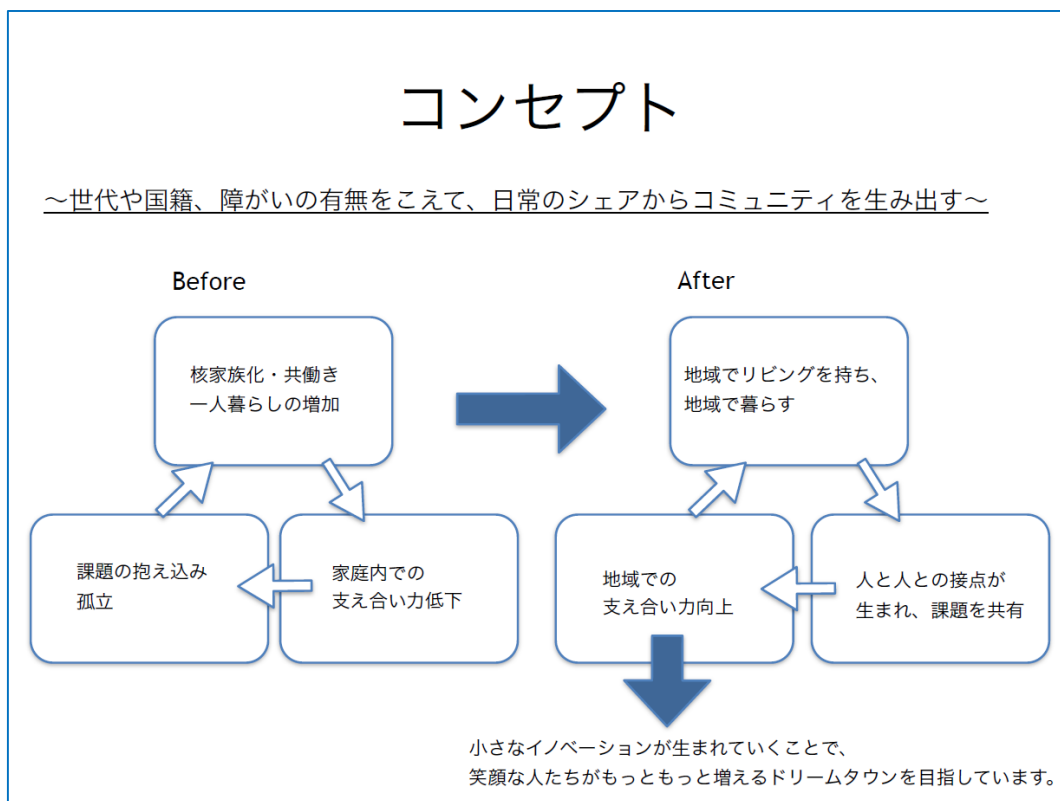 コンセプト
～世代や国籍、障がいの有無をこえて、日常のシェアからコミュニティを生み出す～
Before
核家族化・共働き
一人暮らしの増加
課題の抱え込み
孤立
家庭内での
支え合い力低下
After
地域でリビングを持ち、
地域で暮らす
地域での
支え合い力向上
人と人との接点が
生まれ、課題を共有
小さなイノベーションが生まれていくことで、
笑顔な人たちがもっともっと増えるドリームタウンを目指しています。